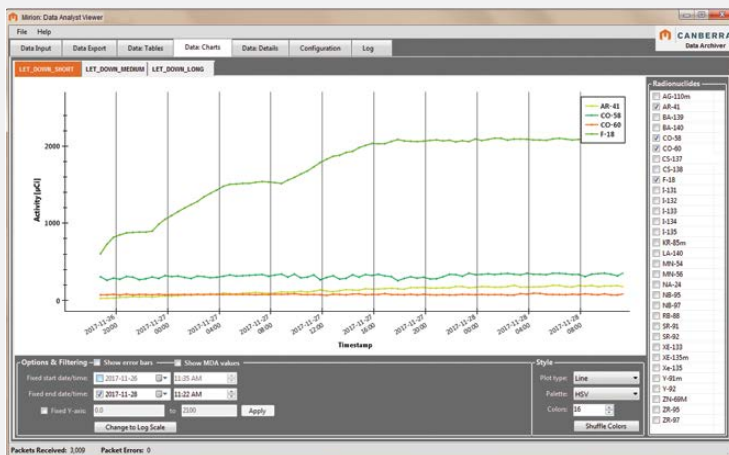 Mirion: Data Analyst Viewer
File Help
Data Input Data Export Data: Tables Data: Charts Data: Details Configuration Log
CANBERRA
Data Archiver
LET_DOWN_SHORT LET_DOWN_MEDIUM LET_DOWN_LONG
Radionuclides
AG-110m
AR-41
BA-139
BA-140
CO-58
CO-60
CS-137
CS-138
F-18
I-131
I-132
I-133
I-134
I-135
KR-85m
LA-140
MN-54
MN-56
NA-24
NB-95
NB-97
RB-88
SR-91
SR-92
XE-133
XE-135m
Xe-135
Y-91m
Y-92
ZN-69M
ZR-95
ZR-97
AR-41
CO-58
CO-60
F-18
Activity [µCi]
2000
1000
0
2017-11-26 20:00
2017-11-27 00:00
2017-11-27 04:00
2017-11-27 08:00
2017-11-27 12:00
2017-11-27 16:00
2017-11-27 20:00
2017-11-28 00:00
2017-11-28 04:00
2017-11-28 08:00
Timestamp
Options & Filtering Show error bars Show MDA values
Fixed start date/time: 2017-11-26 11:35 AM
Fixed end date/time: 2017-11-28 11:22 AM
Fixed Y-axis: 0.0 to 2100 Apply
Change to Log Scale
Style
Plot type: Line
Palette: HSV
Colors: 16
Shuffle Colors
Packets Received: 3,009 Packet Errors: 0